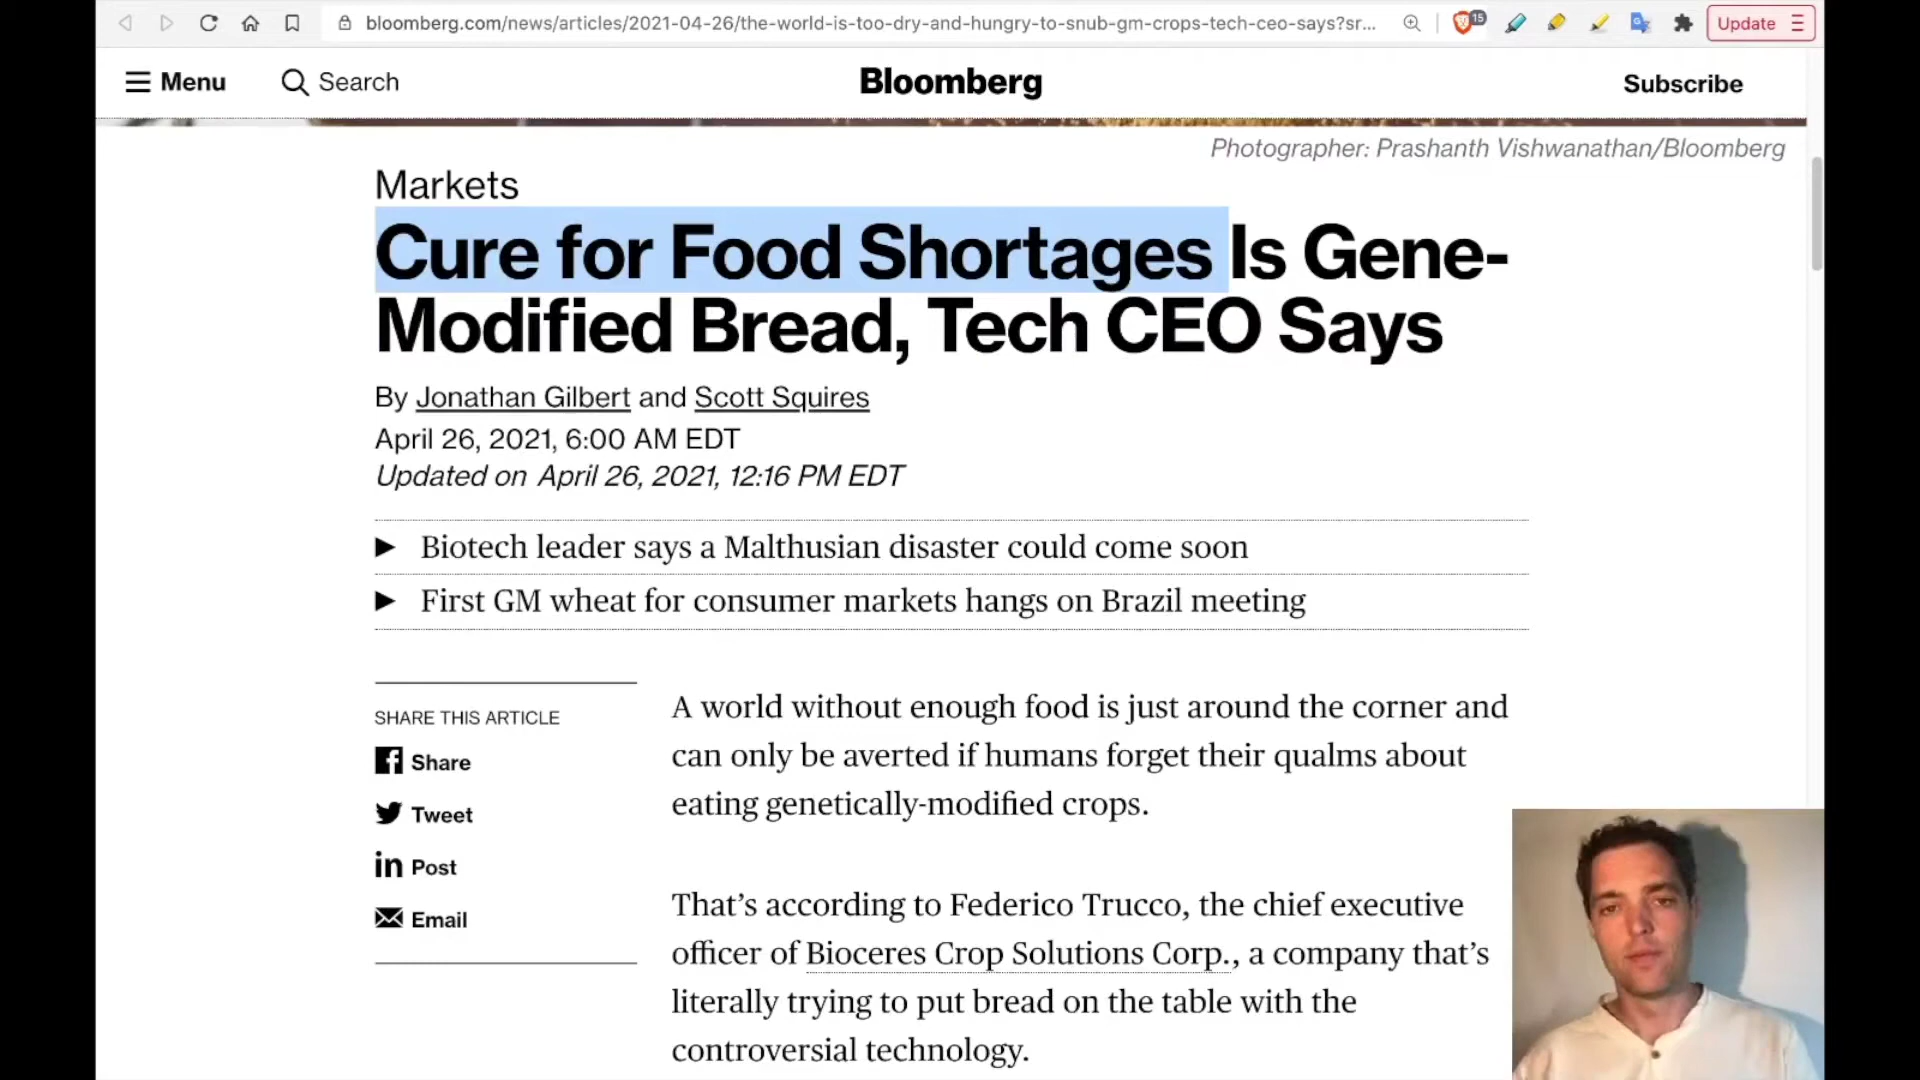 bloomberg.com/news/articles/2021-04-26/the-world-is-too-dry-and-hungry-to-snub-gm-crops-tech-ceo-says?sr...
15
Update
Menu
Search
Bloomberg
Subscribe
Photographer: Prashanth Vishwanathan/Bloomberg
Markets
Cure for Food Shortages Is Gene-
Modified Bread, Tech CEO Says
By Jonathan Gilbert and Scott Squires
April 26, 2021, 6:00 AM EDT
Updated on April 26, 2021, 12:16 PM EDT
Biotech leader says a Malthusian disaster could come soon
First GM wheat for consumer markets hangs on Brazil meeting
SHARE THIS ARTICLE
Share
Tweet
Post
Email
A world without enough food is just around the corner and
can only be averted if humans forget their qualms about
eating genetically-modified crops.
That’s according to Federico Trucco, the chief executive
officer of Bioceres Crop Solutions Corp., a company that’s
literally trying to put bread on the table with the
controversial technology.